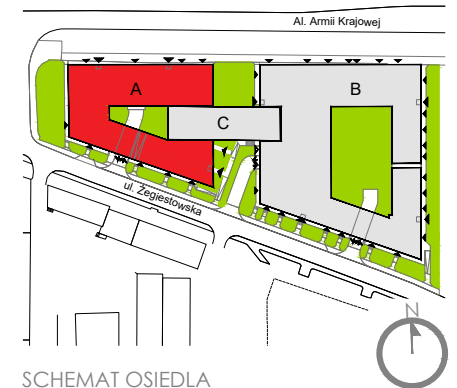 Al. Armii Krajowej
A
B
C
ul. Żegiestowska
N
SCHEMAT OSIEDLA